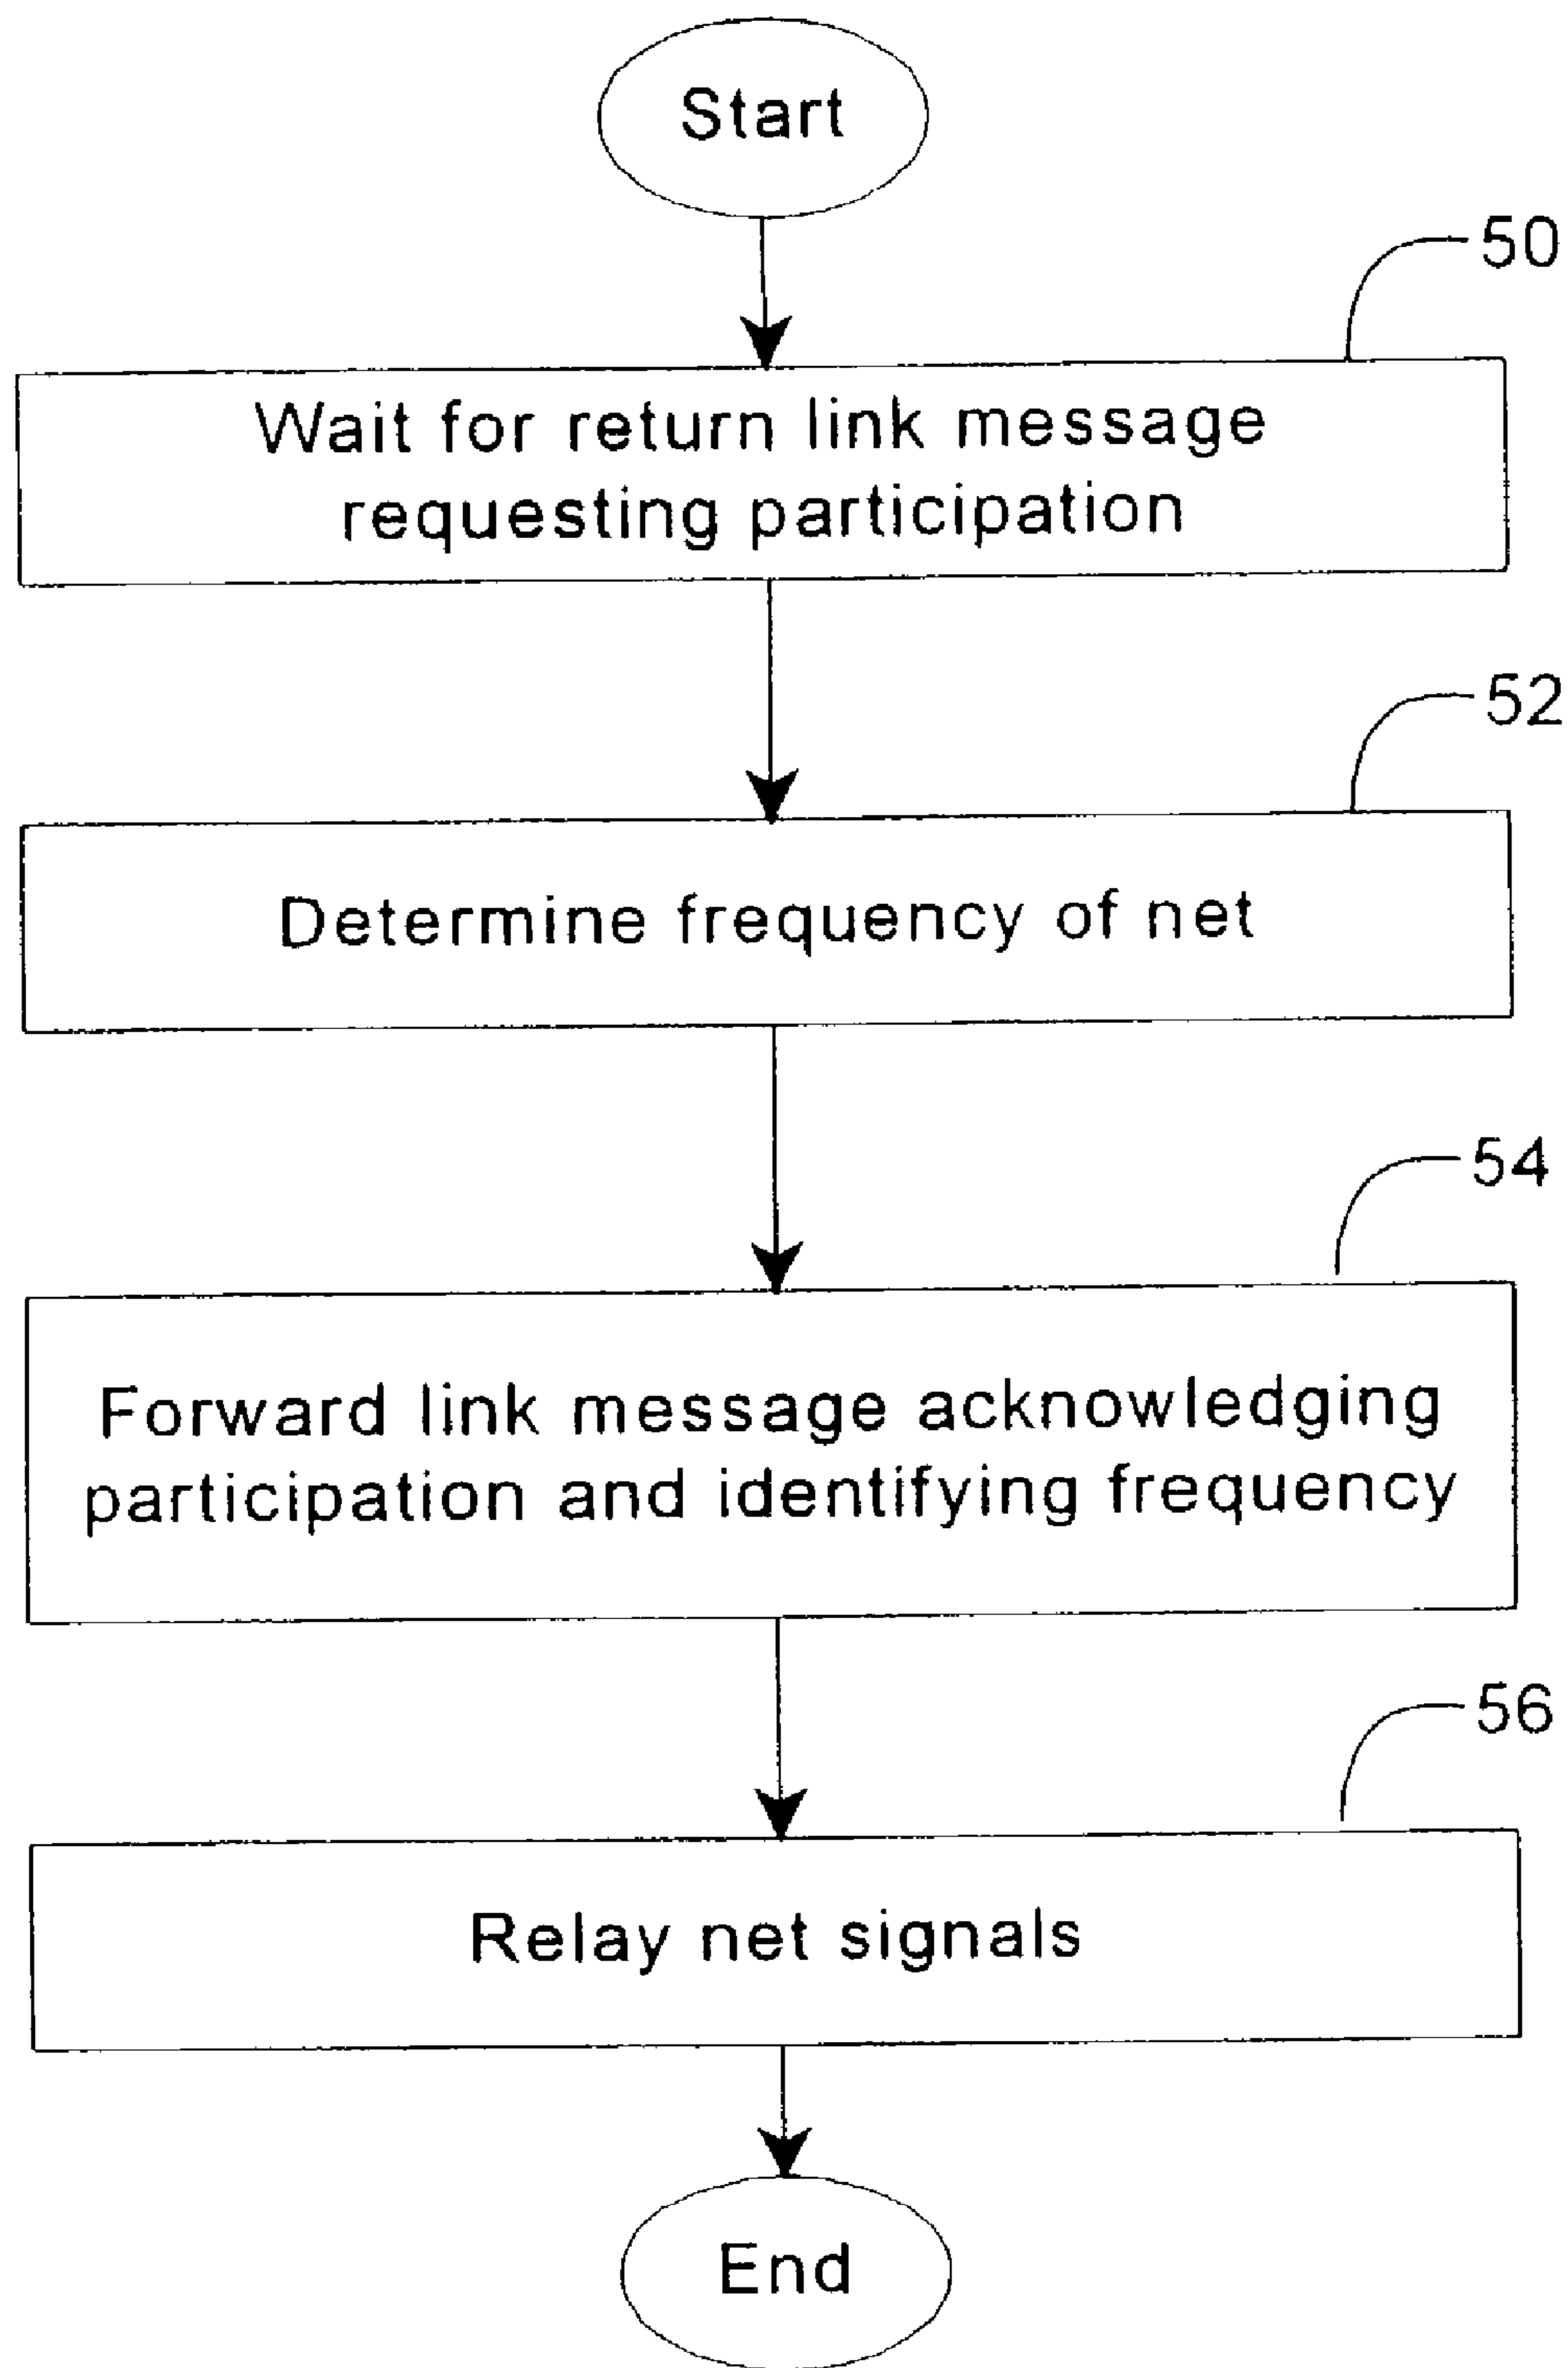 Start
50
Wait for return link message
requesting participation
52
Determine frequency of net
54
Forward link message acknowledging
participation and identifying frequency
56
Relay net signals
End